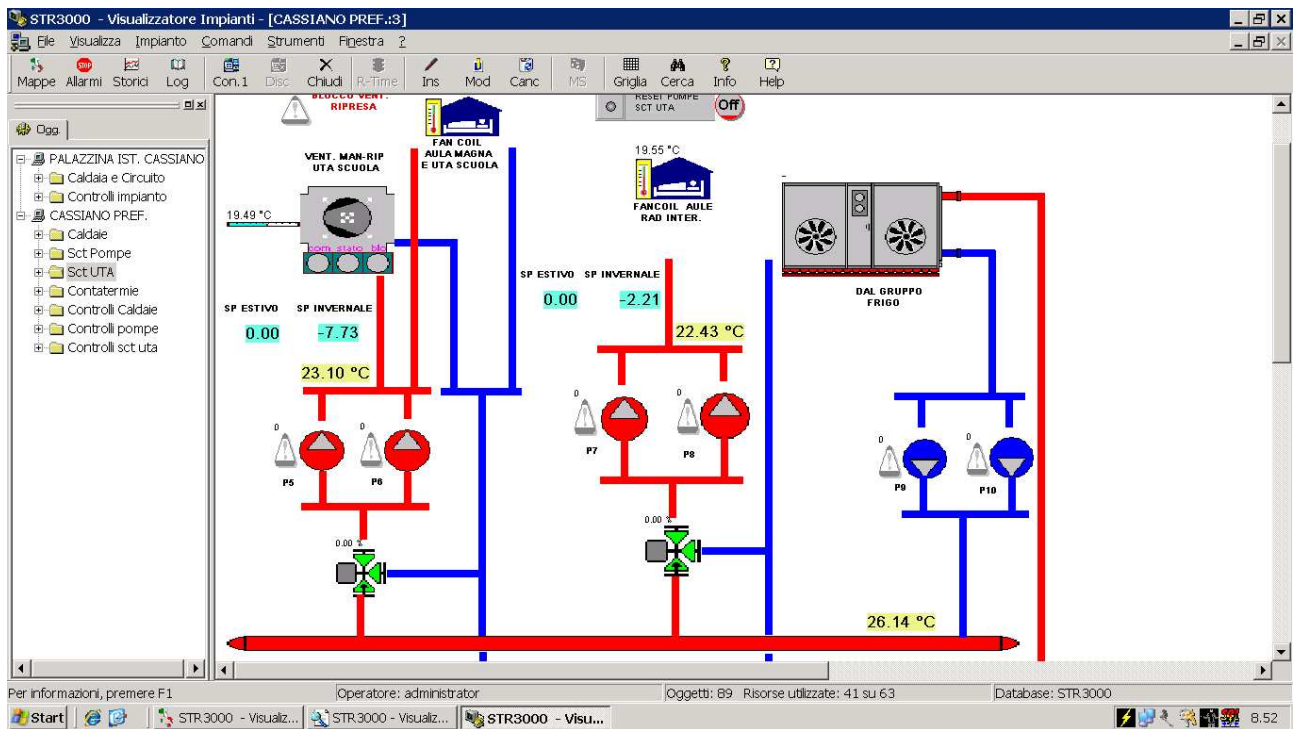 STR3000 - Visualizzatore Impianti - [CASSIANO PREF.:3]
File Visualizza Impianto Comandi Strumenti Finestra ?
Mappe Allarmi Storici Log Con.1 Disc Chiudi R-Time Ins Mod Canc MS Griglia Cerca Info Help
Ogg.
PALAZZINA IST. CASSIANO
Caldaia e Circuito
Controlli impianto
CASSIANO PREF.
Caldaie
Sct Pompe
Sct UTA
Contatermie
Controlli Caldaie
Controlli pompe
Controlli sct uta
BLOCCO VENT.
RIPRESA
FAN COIL
AULA MAGNA
E UTA SCUOLA
RESET POMPE
SCT UTA
Off
VENT. MAN-RIP
UTA SCUOLA
19.49 °C
com stato blc
19.55 °C
FANCOIL AULE
RAD INTER.
DAL GRUPPO
FRIGO
SP ESTIVO SP INVERNALE
0.00 -7.73
SP ESTIVO SP INVERNALE
0.00 -2.21
23.10 °C
22.43 °C
0
P5
0
P6
0
P7
0
P8
0
P9
0
P10
0.00 %
0.00 %
26.14 °C
Per informazioni, premere F1
Operatore: administrator
Oggetti: 89 Risorse utilizzate: 41 su 63
Database: STR3000
Start
STR3000 - Visualiz...
STR3000 - Visualiz...
STR3000 - Visu...
8.52